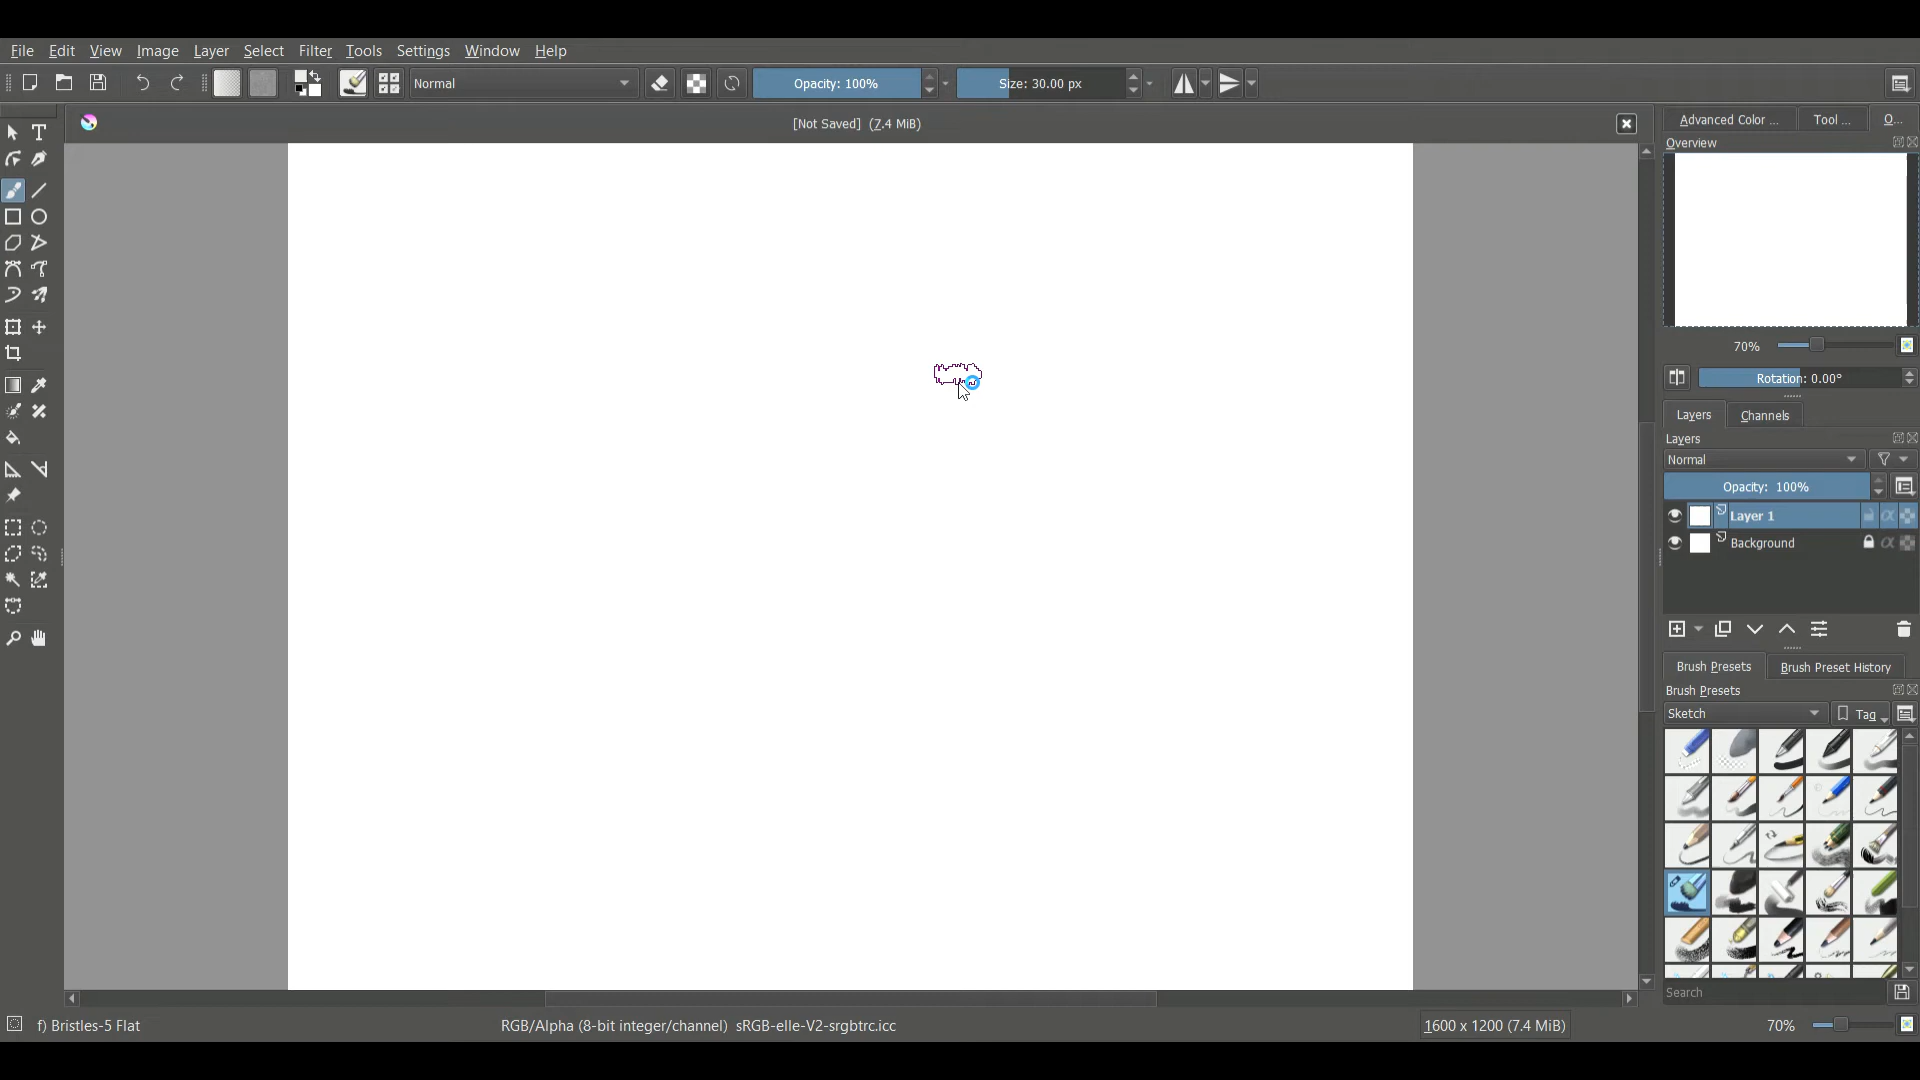 File Edit View Image Layer Select Filter Tools Settings Window Help
Normal Opacity: 100% Size: 30.00 px
[Not Saved] (7.4 MiB)
Advanced Color ... Tool ... O...
Overview
70%
Rotation: 0.00°
Layers Channels
Layers
Normal
Opacity: 100%
Layer 1
Background
Brush Presets Brush Preset History
Brush Presets
Sketch Tag
Search
f) Bristles-5 Flat RGB/Alpha (8-bit integer/channel) sRGB-elle-V2-srgbtrc.icc 1600 x 1200 (7.4 MiB) 70%